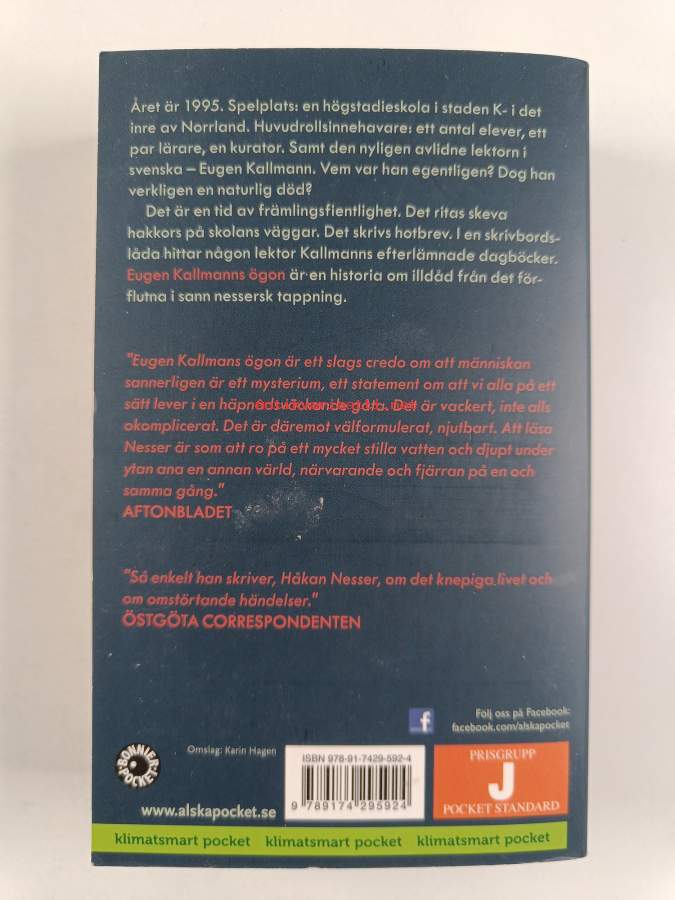 Året är 1995. Spelplats: en högstadieskola i staden K- i det
inre av Norrland. Huvudrollsinnehavare: ett antal elever, ett
par lärare, en kurator. Samt den nyligen avlidne lektorn i
svenska – Eugen Kallmann. Vem var han egentligen? Dog han
verkligen en naturlig död?
Det är en tid av främlingsfientlighet. Det ritas skeva
hakkors på skolans väggar. Det skrivs hotbrev. I en skrivbords-
låda hittar någon lektor Kallmanns efterlämnade dagböcker.
Eugen Kallmanns ögon är en historia om illdåd från det för-
flutna i sann nessersk tappning.
"Eugen Kallmans ögon är ett slags credo om att människan
sannerligen är ett mysterium, ett statement om att vi alla på ett
sätt lever i en häpnadsväckande gåta. Det är vackert, inte alls
okomplicerat. Det är däremot välformulerat, njutbart. Att läsa
Nesser är som att ro på ett mycket stilla vatten och djupt under
ytan ana en annan värld, närvarande och fjärran på en och
samma gång."
AFTONBLADET
"Så enkelt han skriver, Håkan Nesser, om det knepiga livet och
om omstörtande händelser."
ÖSTGÖTA CORRESPONDENTEN
f
Följ oss på Facebook:
facebook.com/alskapocket
BONNIER POCKET
Omslag: Karin Hagen
ISBN 978-91-7429-592-4
9 789174 295924
PRISGRUPP
J
POCKET STANDARD
www.alskapocket.se
klimatsmart pocket klimatsmart pocket klimatsmart pocket